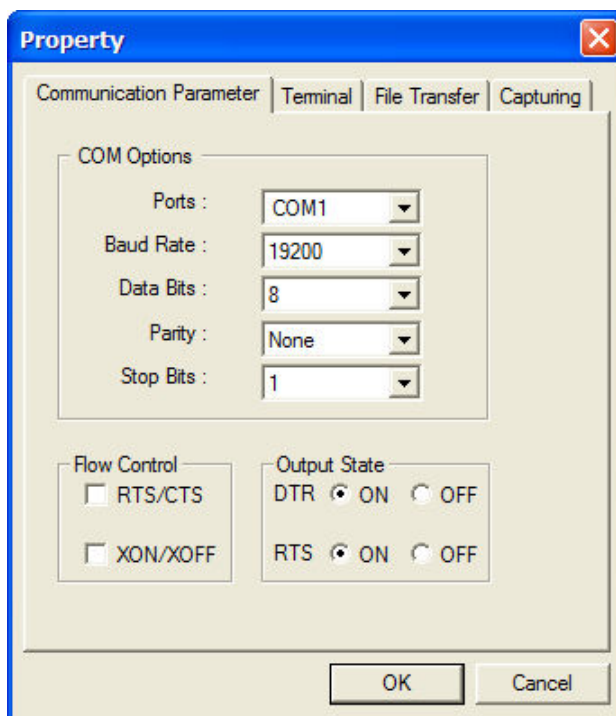 Property
Communication Parameter Terminal File Transfer Capturing
COM Options
Ports : COM1
Baud Rate : 19200
Data Bits : 8
Parity : None
Stop Bits : 1
Flow Control
RTS/CTS
XON/XOFF
Output State
DTR ON OFF
RTS ON OFF
OK Cancel